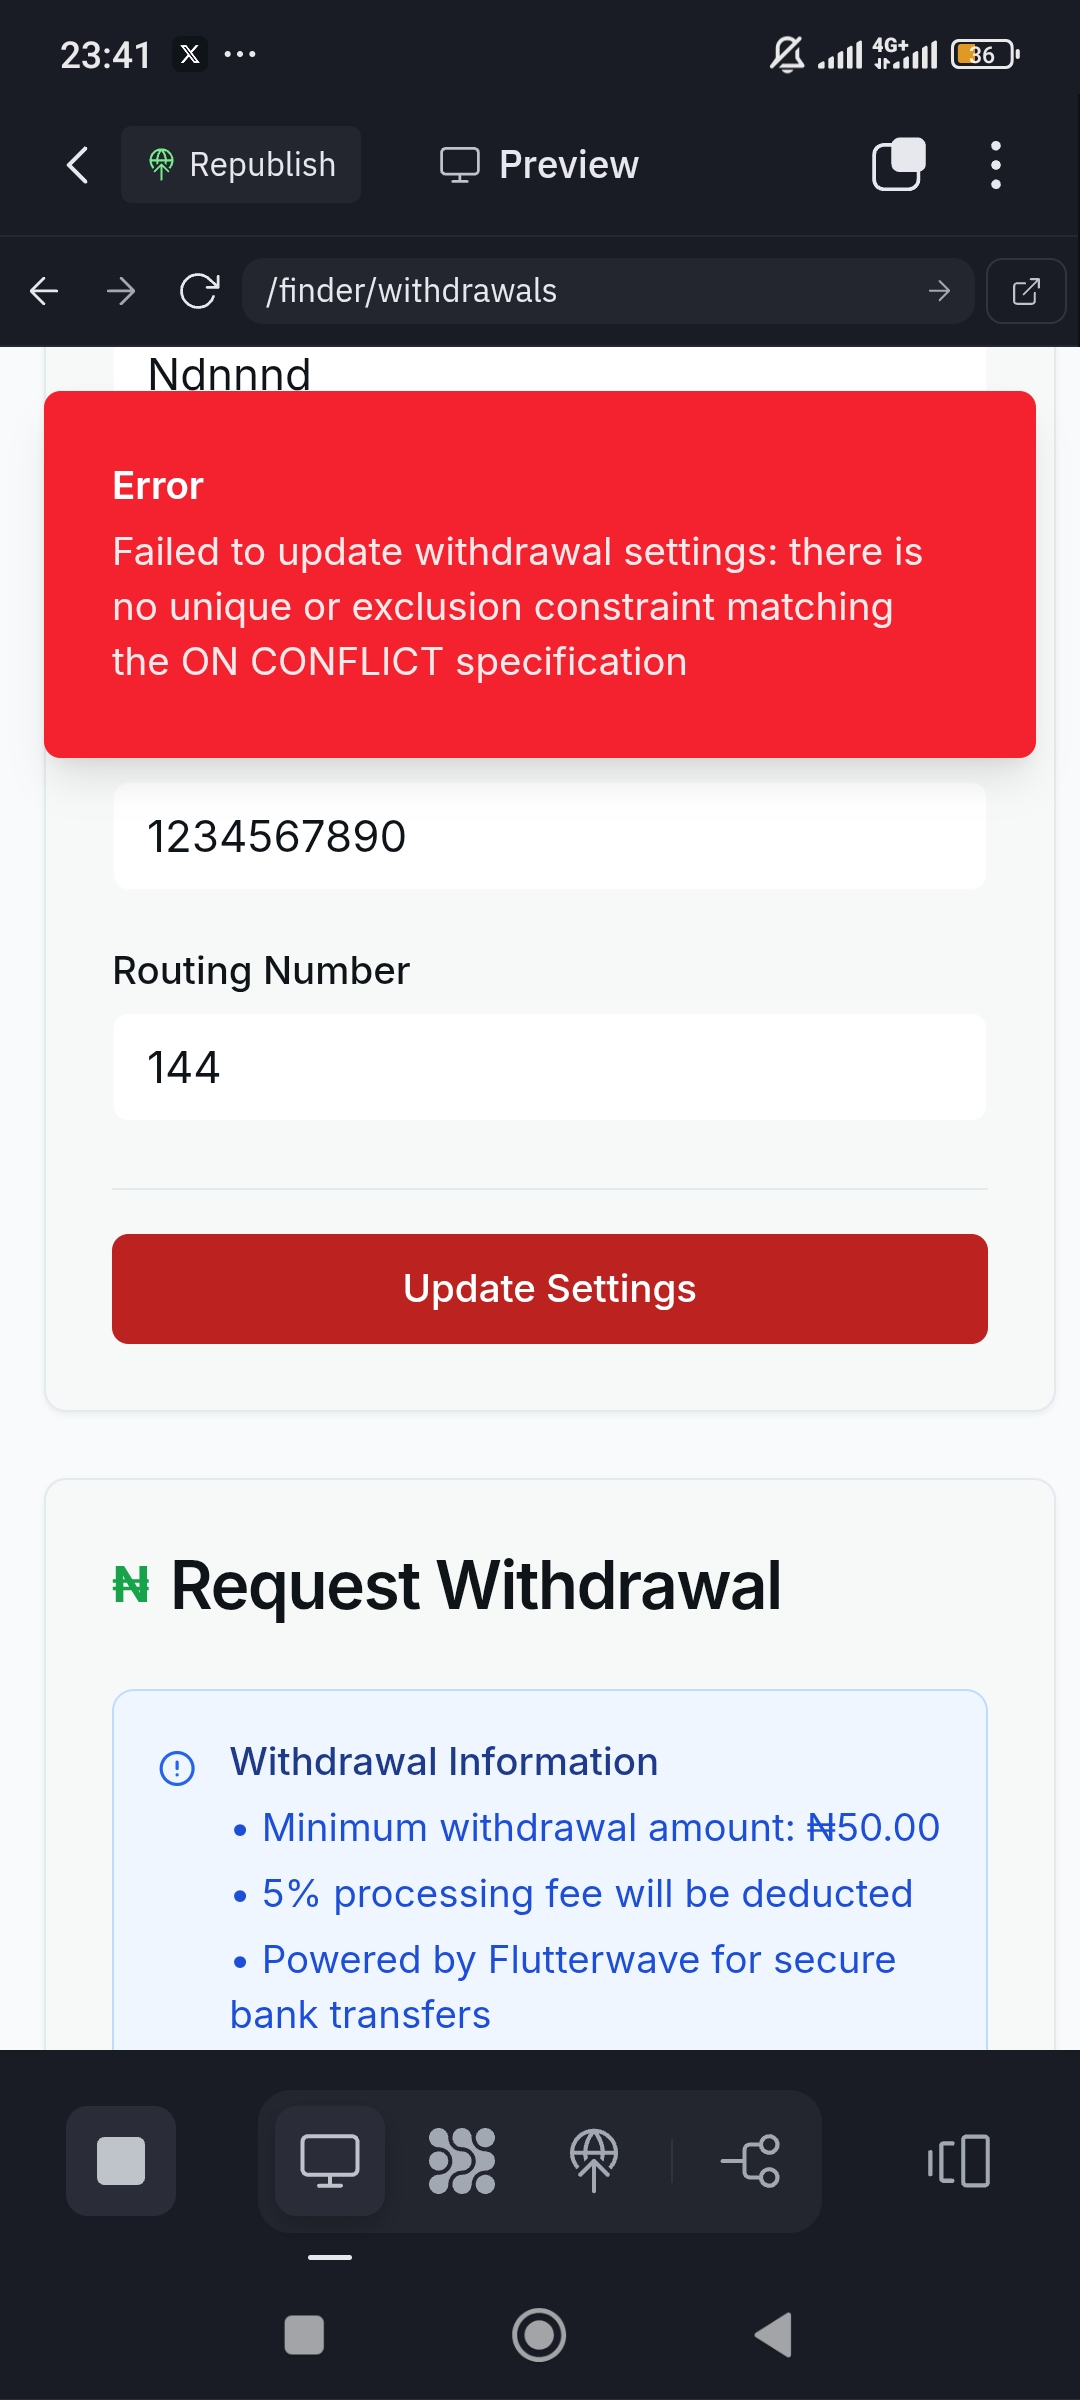 23:41
4G+
36
Republish
Preview
/finder/withdrawals
Ndnnnd
Error
Failed to update withdrawal settings: there is
no unique or exclusion constraint matching
the ON CONFLICT specification
1234567890
Routing Number
144
Update Settings
₦ Request Withdrawal
Withdrawal Information
• Minimum withdrawal amount: ₦50.00
• 5% processing fee will be deducted
• Powered by Flutterwave for secure
bank transfers